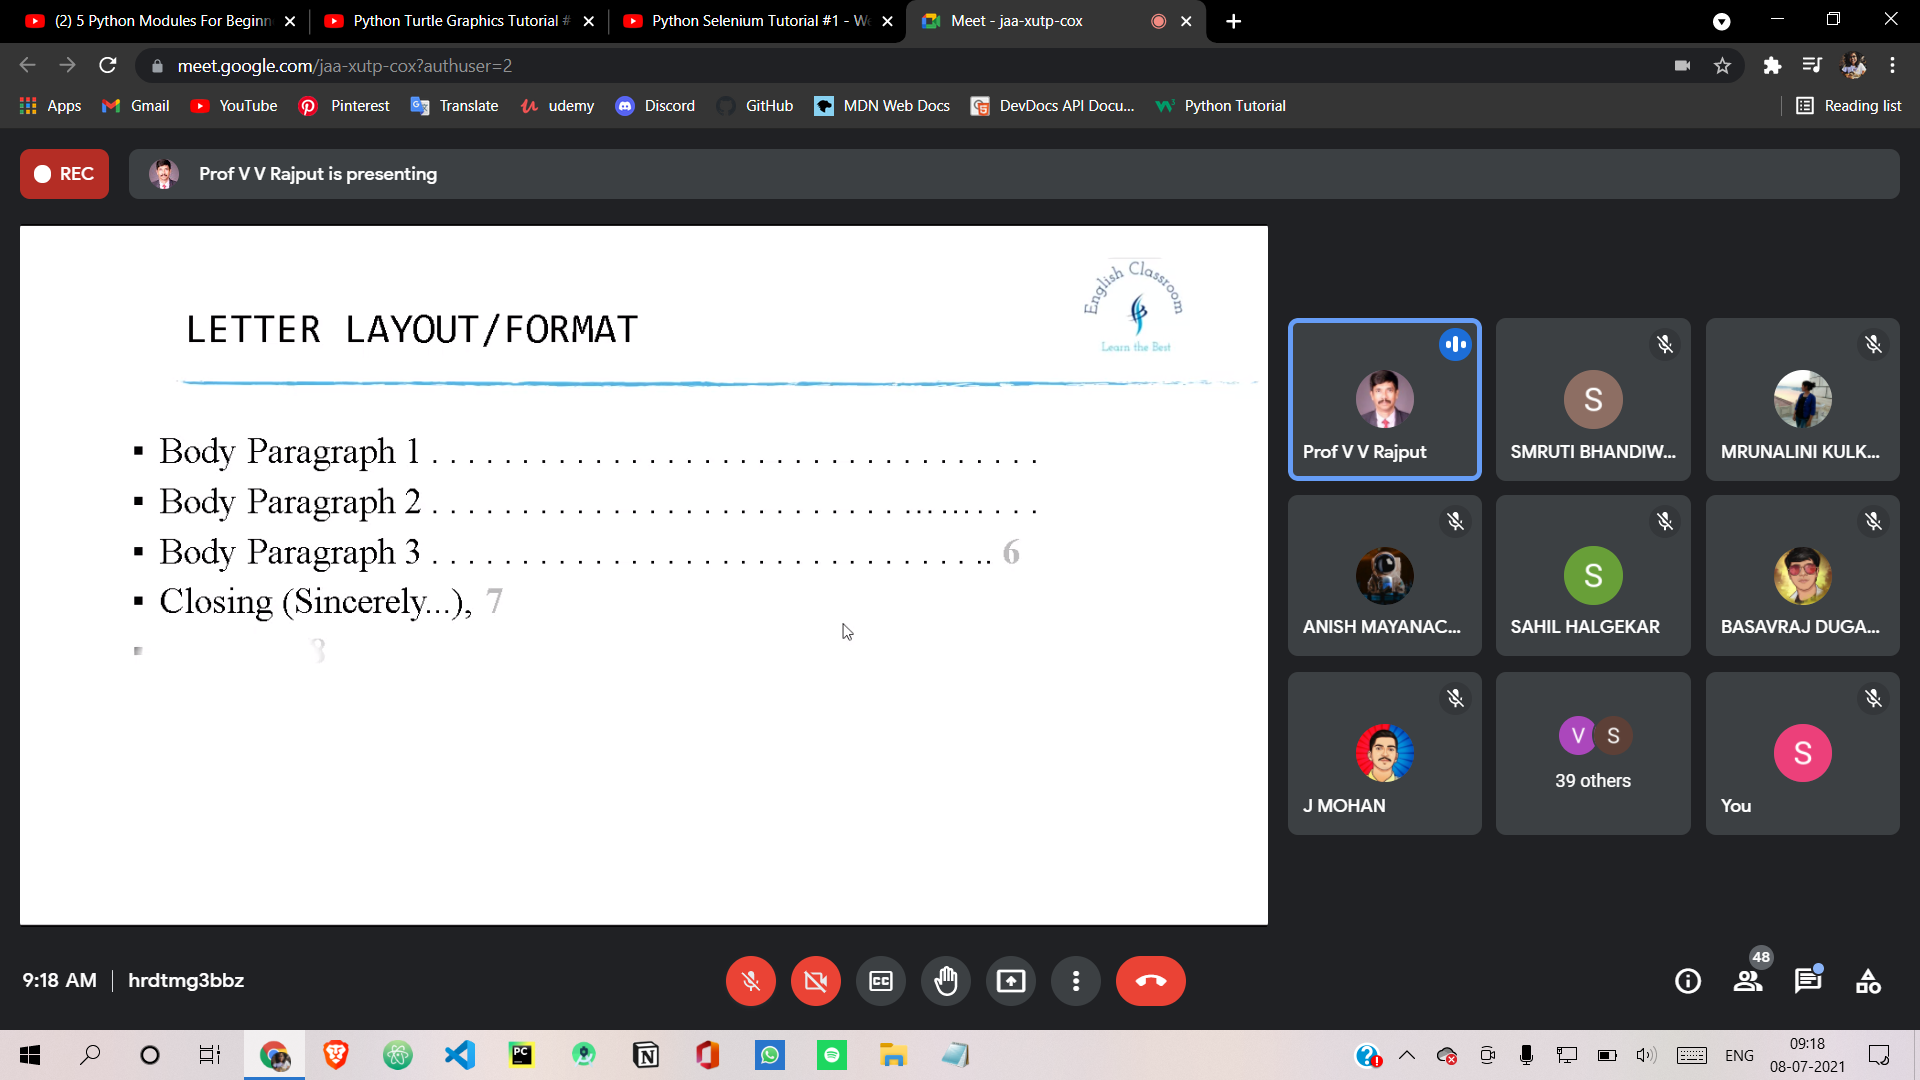 (2) 5 Python Modules For Beginn
Python Turtle Graphics Tutorial #
Python Selenium Tutorial #1 - We
Meet - jaa-xutp-cox
meet.google.com/jaa-xutp-cox?authuser=2
Apps
Gmail
YouTube
Pinterest
Translate
udemy
Discord
GitHub
MDN Web Docs
DevDocs API Docu...
Python Tutorial
Reading list
REC
Prof V V Rajput is presenting
English Classroom
Learn the Best
LETTER LAYOUT/FORMAT
▪ Body Paragraph 1 . . . . . . . . . . . . . . . . . . . . . . . . . . . . . . . . . .
▪ Body Paragraph 2 . . . . . . . . . . . . . . . . . . . . . . . . . . ... ... . . . .
▪ Body Paragraph 3 . . . . . . . . . . . . . . . . . . . . . . . . . . . . . . .. 6
▪ Closing (Sincerely...), 7
▪ 8
Prof V V Rajput
S
SMRUTI BHANDIW...
MRUNALINI KULK...
ANISH MAYANAC...
S
SAHIL HALGEKAR
BASAVRAJ DUGA...
J MOHAN
V S
39 others
S
You
9:18 AM | hrdtmg3bbz
CC
48
PC
N
ENG
09:18
08-07-2021